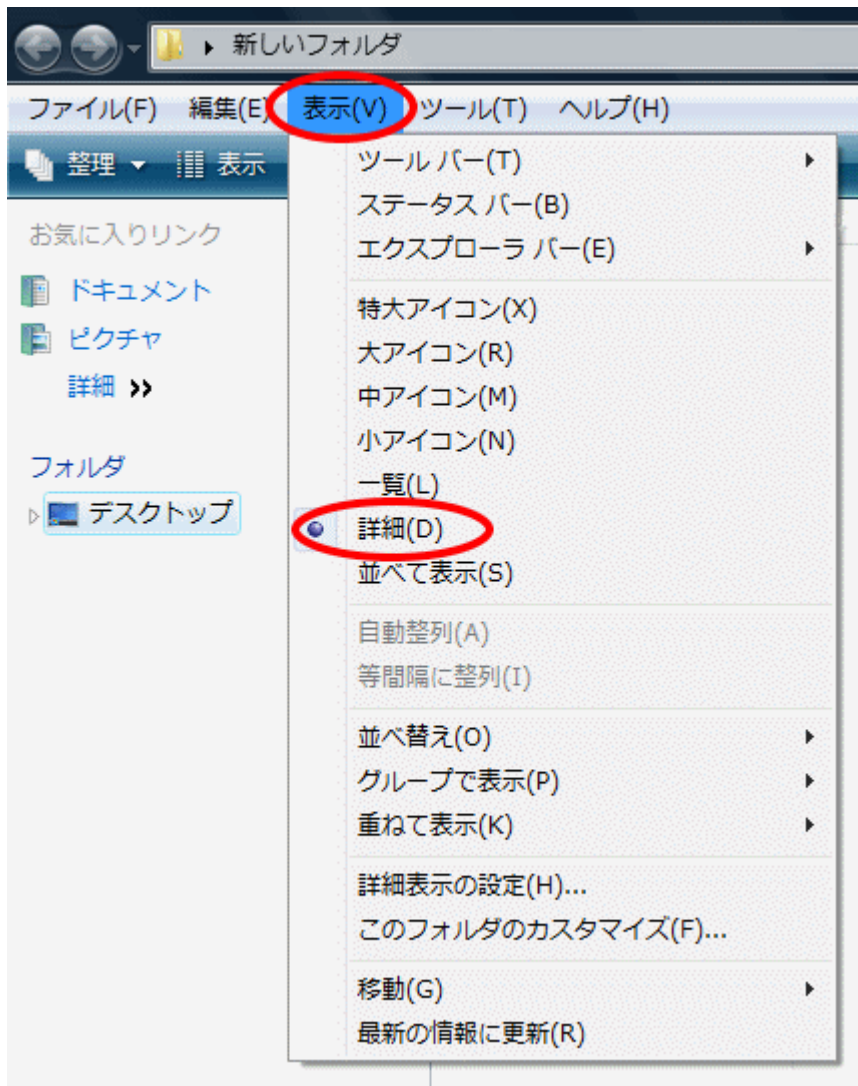 新しいフォルダ
ファイル(F) 編集(E) 表示(V) ツール(T) ヘルプ(H)
整理 表示
お気に入りリンク
ドキュメント
ピクチャ
詳細 >>
フォルダ
デスクトップ
ツール バー(T)
ステータス バー(B)
エクスプローラ バー(E)
特大アイコン(X)
大アイコン(R)
中アイコン(M)
小アイコン(N)
一覧(L)
詳細(D)
並べて表示(S)
自動整列(A)
等間隔に整列(I)
並べ替え(O)
グループで表示(P)
重ねて表示(K)
詳細表示の設定(H)...
このフォルダのカスタマイズ(F)...
移動(G)
最新の情報に更新(R)